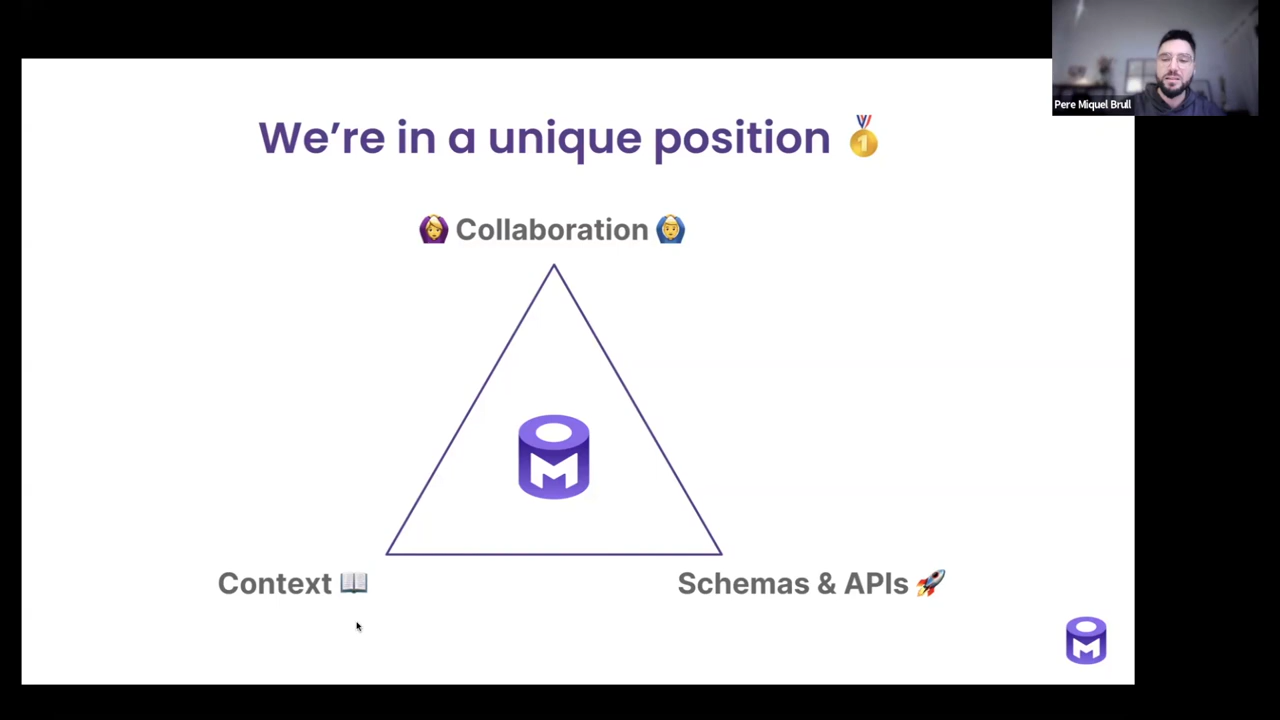 Pere Miquel Brull
We're in a unique position 🥇
Collaboration
Context
Schemas & APIs